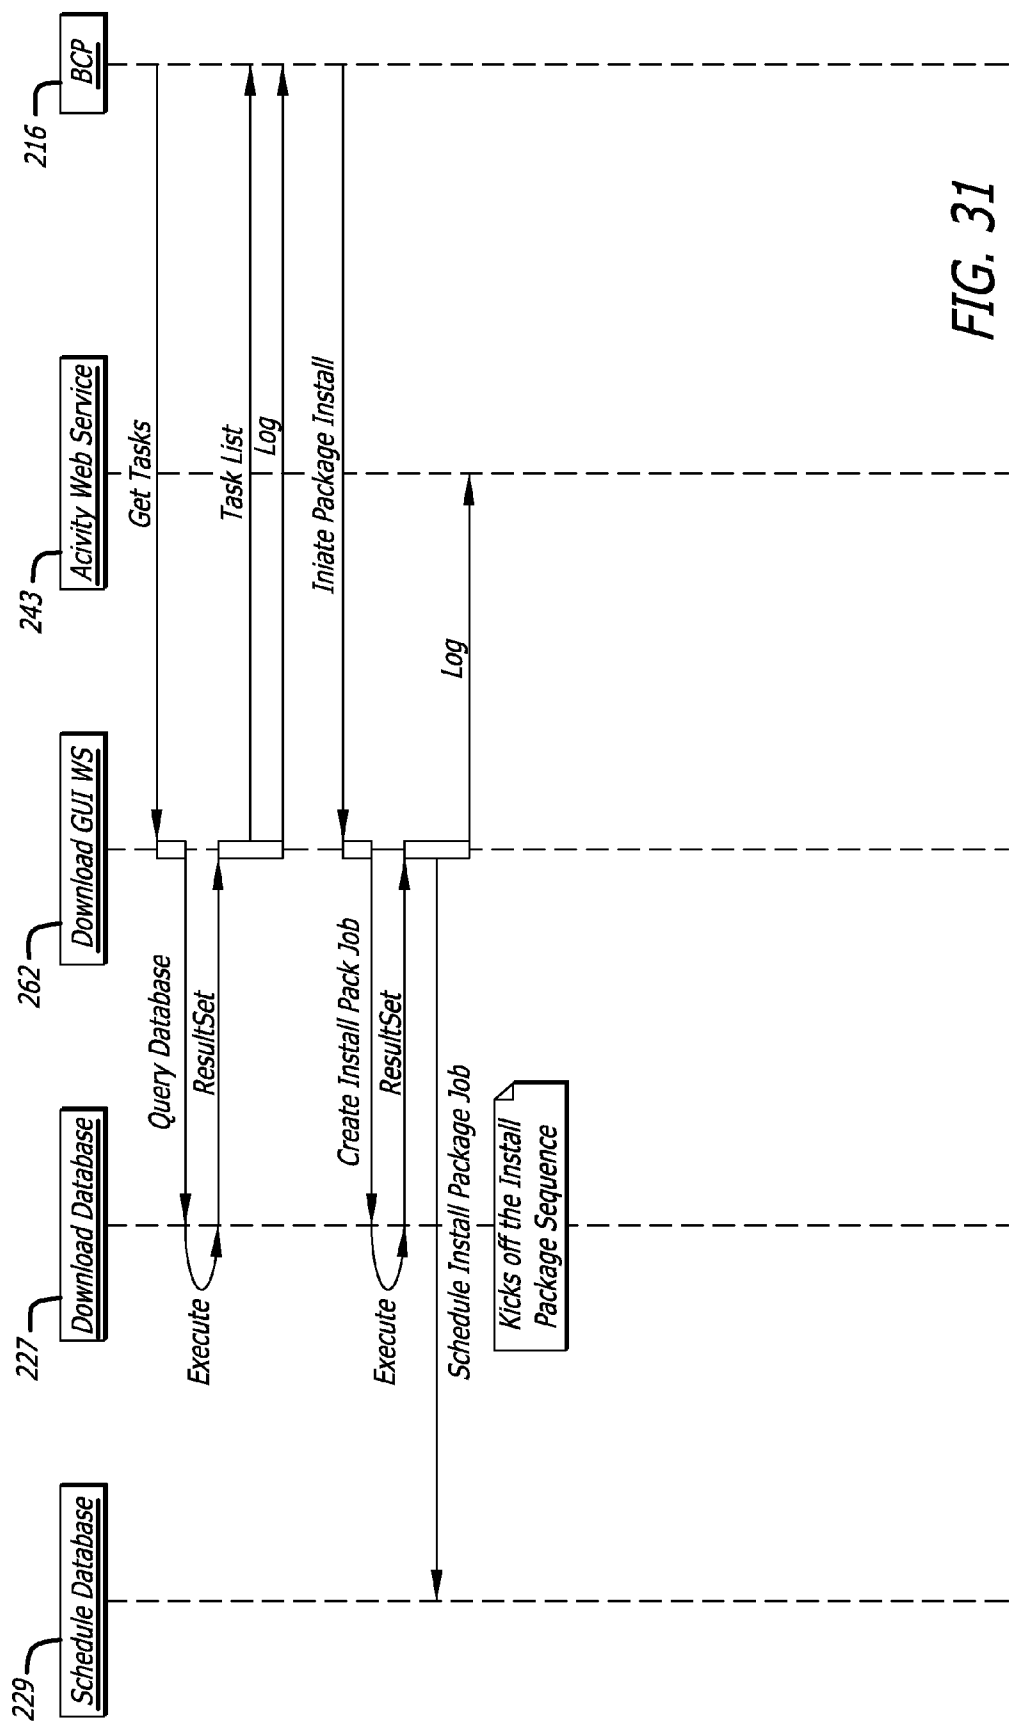 229
227
262
243
216
Schedule Database
Download Database
Download GUI WS
Acivity Web Service
BCP
Get Tasks
Query Database
Execute
ResultSet
Task List
Log
Iniate Package Install
Create Install Pack Job
Execute
ResultSet
Schedule Install Package Job
Log
Kicks off the Install
Package Sequence
FIG. 31